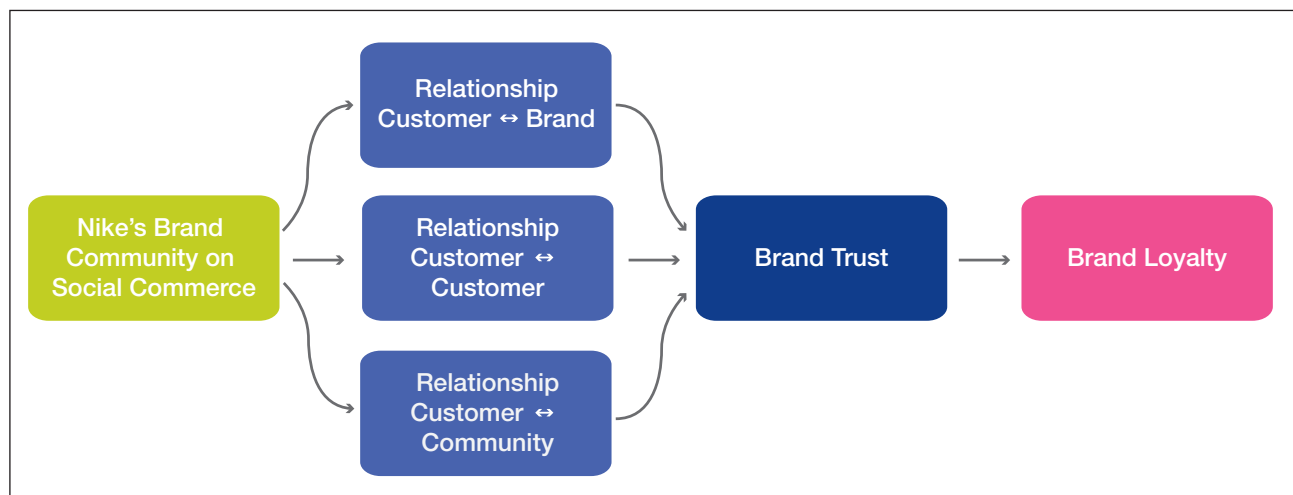 Relationship
Customer ↔ Brand
Nike’s Brand
Community on
Social Commerce
Relationship
Customer ↔
Customer
Brand Trust
Brand Loyalty
Relationship
Customer ↔
Community